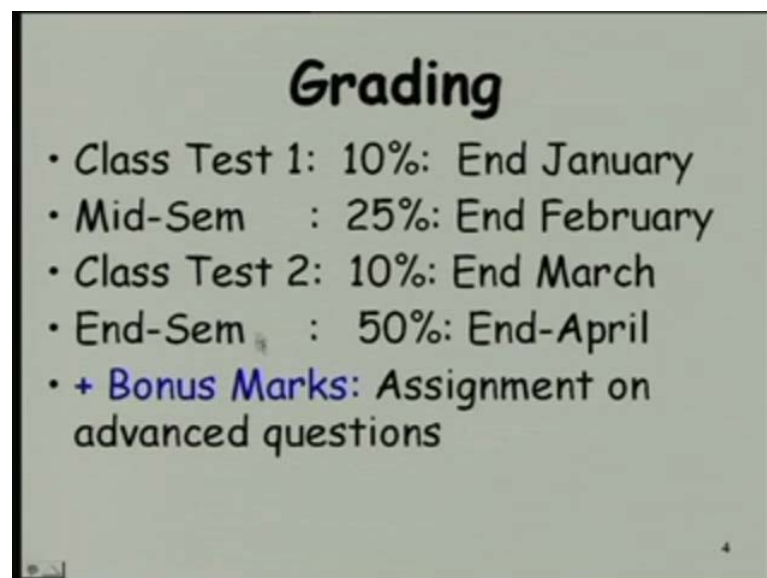 Grading
• Class Test 1: 10%: End January
• Mid-Sem : 25%: End February
• Class Test 2: 10%: End March
• End-Sem : 50%: End-April
• + Bonus Marks: Assignment on
advanced questions
4